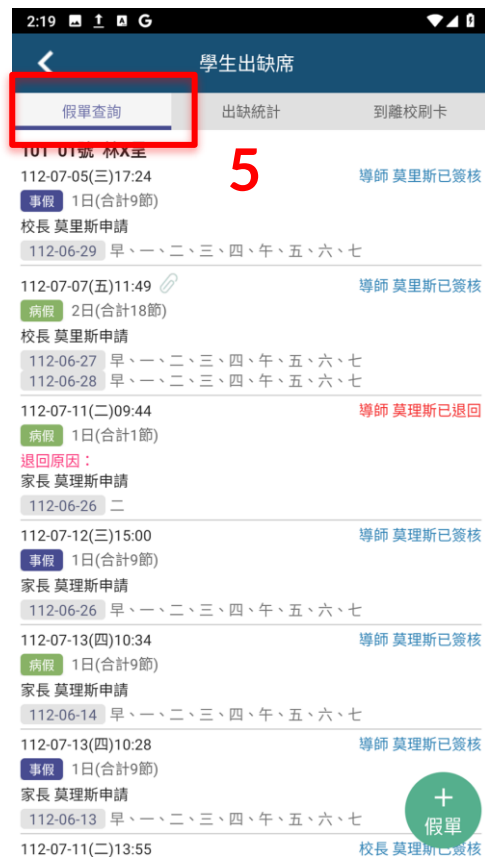 2:19
學生出缺席
假單查詢 出缺統計 到離校刷卡
5
101 01號 林X呈
112-07-05(三)17:24 導師 莫里斯已簽核
事假 1日(合計9節)
校長 莫里斯申請
112-06-29 早、一、二、三、四、午、五、六、七
112-07-07(五)11:49 導師 莫里斯已簽核
病假 2日(合計18節)
校長 莫里斯申請
112-06-27 早、一、二、三、四、午、五、六、七
112-06-28 早、一、二、三、四、午、五、六、七
112-07-11(二)09:44 導師 莫理斯已退回
病假 1日(合計1節)
退回原因：
家長 莫理斯申請
112-06-26 二
112-07-12(三)15:00 導師 莫理斯已簽核
事假 1日(合計9節)
家長 莫理斯申請
112-06-26 早、一、二、三、四、午、五、六、七
112-07-13(四)10:34 導師 莫理斯已簽核
病假 1日(合計9節)
家長 莫理斯申請
112-06-14 早、一、二、三、四、午、五、六、七
112-07-13(四)10:28 導師 莫理斯已簽核
事假 1日(合計9節)
家長 莫理斯申請
112-06-13 早、一、二、三、四、午、五、六、七
+
假單
112-07-11(二)13:55 校長 莫里斯已簽核